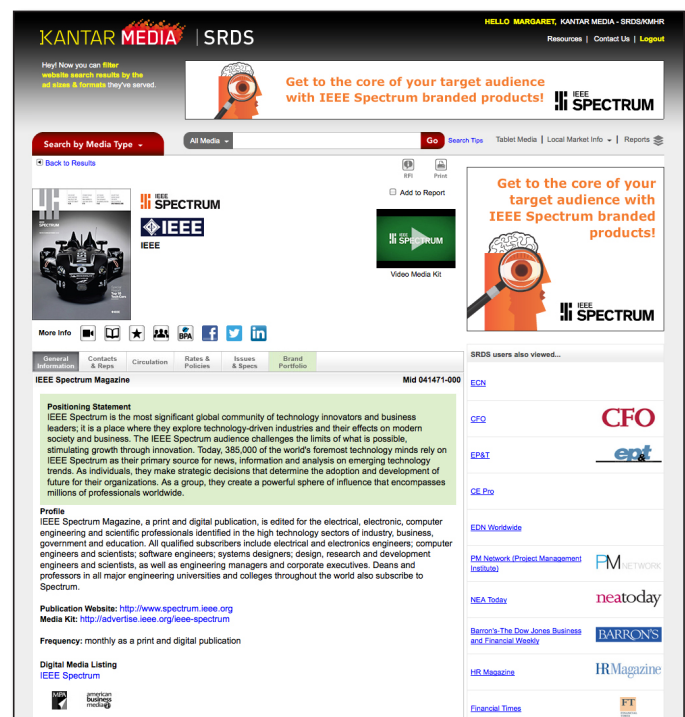 HELLO MARGARET, KANTAR MEDIA - SRDS/KMHR
KANTAR MEDIA | SRDS
Resources | Contact Us | Logout
Hey! Now you can filter
website search results by the
ad sizes & formats they've served.
Get to the core of your target audience
with IEEE Spectrum branded products!
IEEE
SPECTRUM
Search by Media Type
All Media
Go
Search Tips
Tablet Media | Local Market Info | Reports
Back to Results
RFI
Print
Add to Report
IEEE
SPECTRUM
IEEE
IEEE
IEEE
SPECTRUM
Video Media Kit
Get to the core of your
target audience with
IEEE Spectrum branded
products!
IEEE
SPECTRUM
More Info
BPA
General
Information
Contacts
& Reps
Circulation
Rates &
Policies
Issues
& Specs
Brand
Portfolio
IEEE Spectrum Magazine
Mid 041471-000
Positioning Statement
IEEE Spectrum is the most significant global community of technology innovators and business
leaders; it is a place where they explore technology-driven industries and their effects on modern
society and business. The IEEE Spectrum audience challenges the limits of what is possible,
stimulating growth through innovation. Today, 385,000 of the world's foremost technology minds rely on
IEEE Spectrum as their primary source for news, information and analysis on emerging technology
trends. As individuals, they make strategic decisions that determine the adoption and development of
future for their organizations. As a group, they create a powerful sphere of influence that encompasses
millions of professionals worldwide.
Profile
IEEE Spectrum Magazine, a print and digital publication, is edited for the electrical, electronic, computer
engineering and scientific professionals identified in the high technology sectors of industry, business,
government and education. All qualified subscribers include electrical and electronics engineers; computer
engineers and scientists; software engineers; systems designers; design, research and development
engineers and scientists, as well as engineering managers and corporate executives. Deans and
professors in all major engineering universities and colleges throughout the world also subscribe to
Spectrum.
Publication Website: http://www.spectrum.ieee.org
Media Kit: http://advertise.ieee.org/ieee-spectrum
Frequency: monthly as a print and digital publication
Digital Media Listing
IEEE Spectrum
MPA
american
business
media
SRDS users also viewed...
ECN
CFO
CFO
EP&T
ep&t
CE Pro
EDN Worldwide
PM Network (Project Management
Institute)
PM NETWORK
NEA Today
neatoday
Barron's-The Dow Jones Business
and Financial Weekly
BARRON'S
HR Magazine
HRMagazine
Financial Times
FT